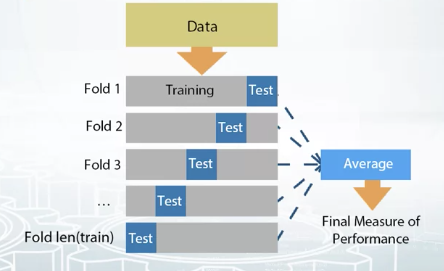 Data
Fold 1
Training
Test
Fold 2
Test
Fold 3
Test
Average
...
Test
Final Measure of
Performance
Fold len(train)
Test